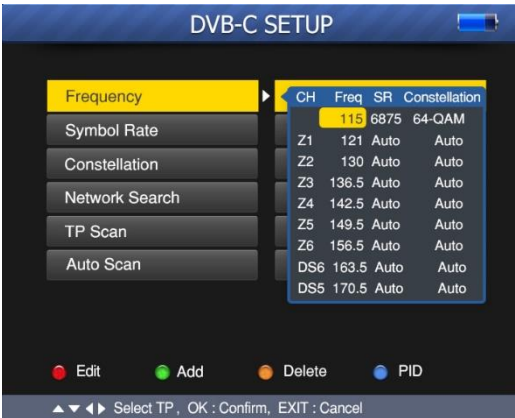 DVB-C SETUP
Frequency
Symbol Rate
Constellation
Network Search
TP Scan
Auto Scan
CH Freq SR Constellation
115 6875 64-QAM
Z1 121 Auto Auto
Z2 130 Auto Auto
Z3 136.5 Auto Auto
Z4 142.5 Auto Auto
Z5 149.5 Auto Auto
Z6 156.5 Auto Auto
DS6 163.5 Auto Auto
DS5 170.5 Auto Auto
Edit Add Delete PID
Select TP, OK : Confirm, EXIT : Cancel